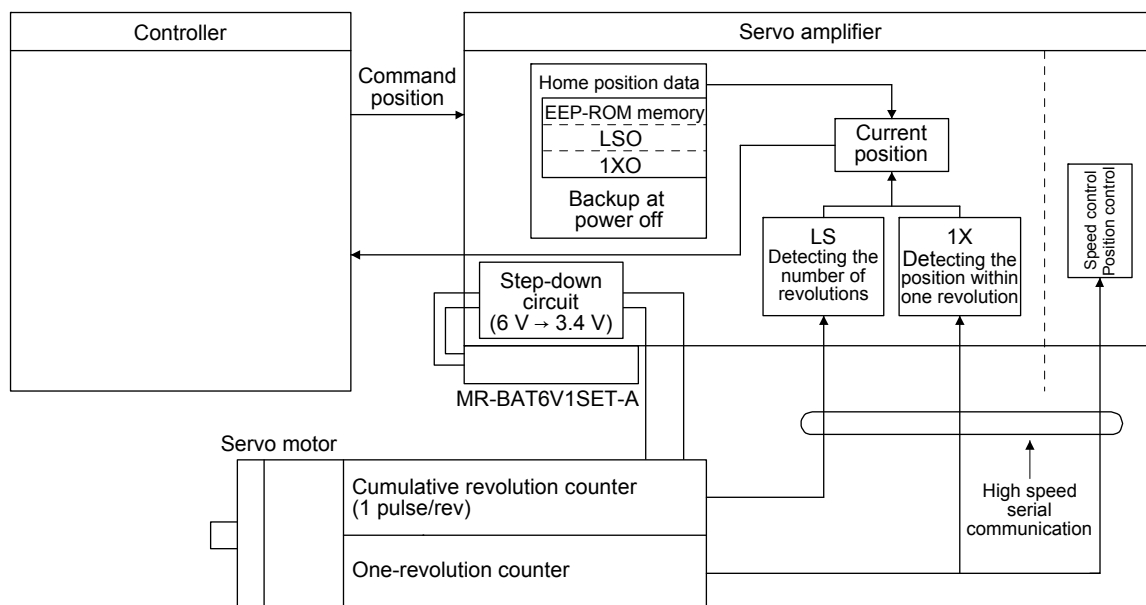 Controller
Servo amplifier
Command
position
Home position data
EEP-ROM memory
LSO
1XO
Backup at
power off
Current
position
LS
Detecting the
number of
revolutions
1X
Detecting the
position within
one revolution
Speed control
Position control
Step-down
circuit
(6 V → 3.4 V)
MR-BAT6V1SET-A
Servo motor
Cumulative revolution counter
(1 pulse/rev)
One-revolution counter
High speed
serial
communication